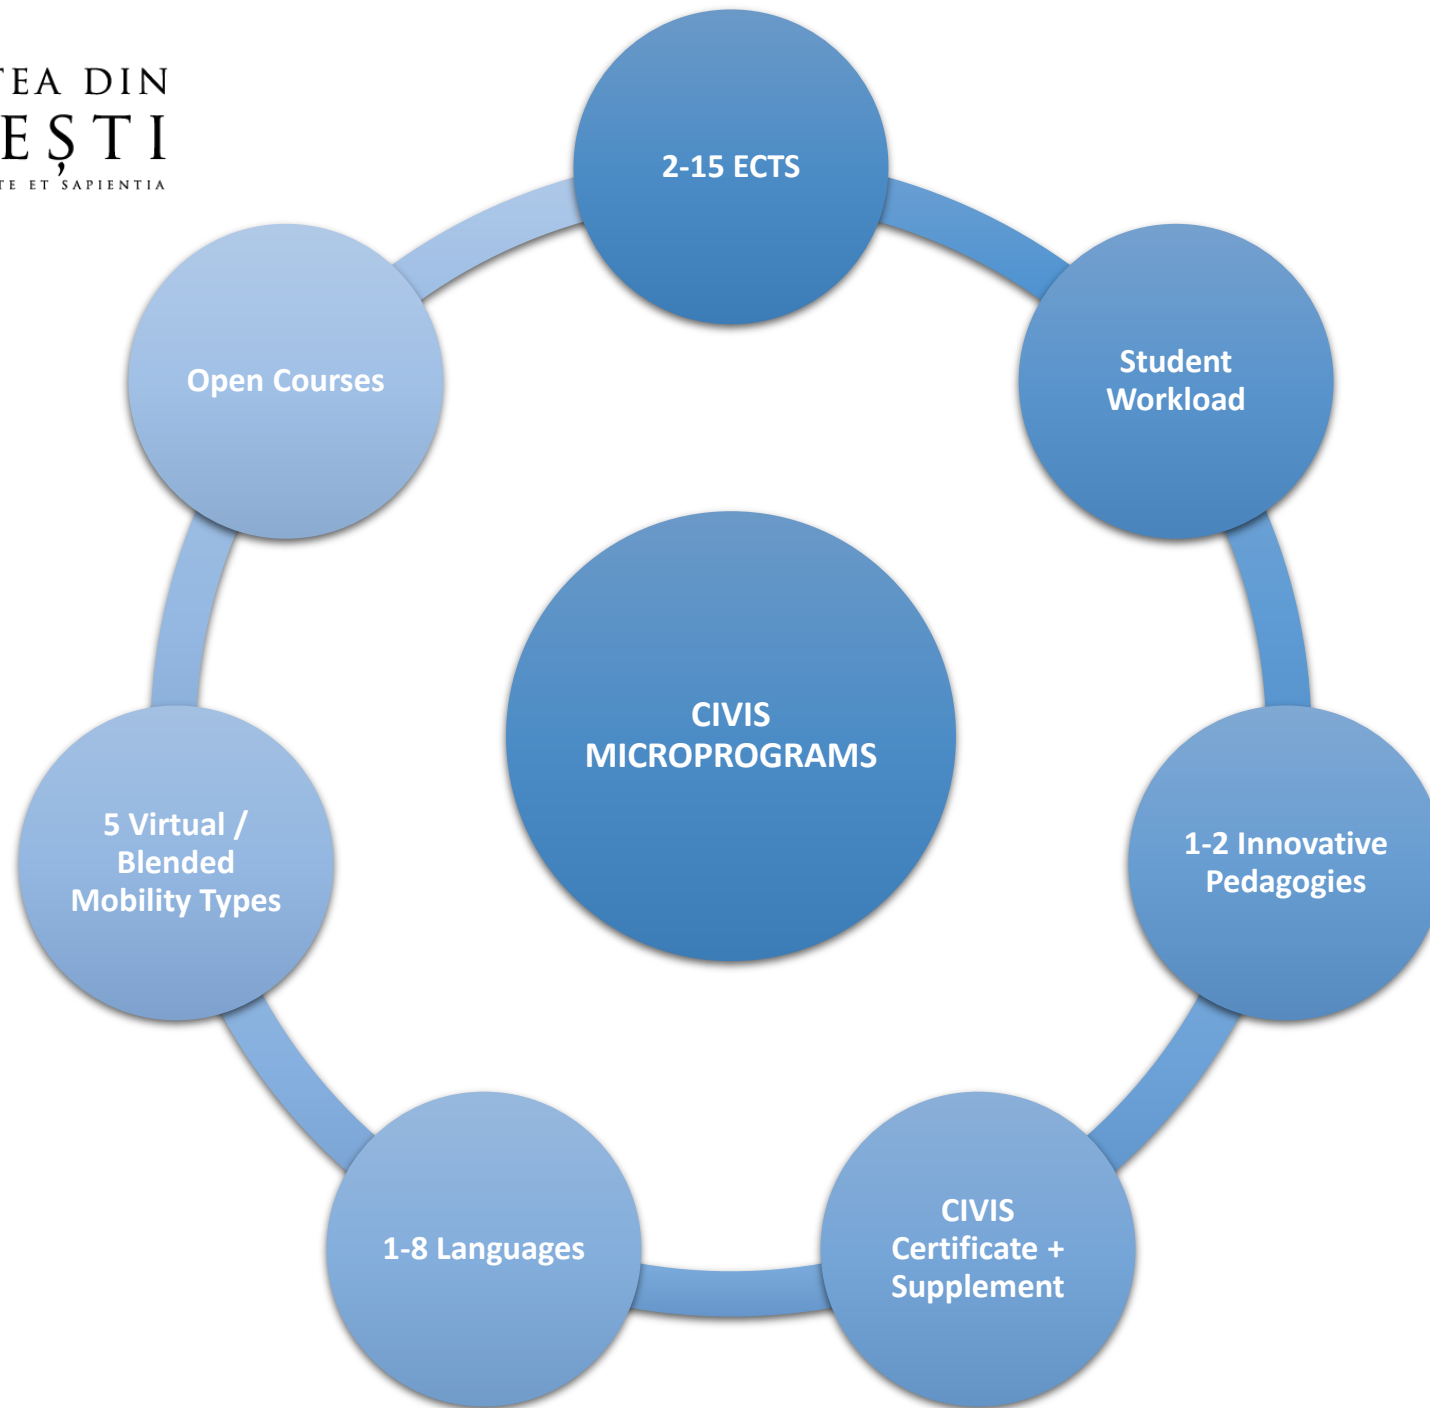 TEA DIN
EȘTI
TE ET SAPIENTIA
2-15 ECTS
Student
Workload
1-2 Innovative
Pedagogies
CIVIS
Certificate +
Supplement
1-8 Languages
5 Virtual /
Blended
Mobility Types
Open Courses
CIVIS
MICROPROGRAMS